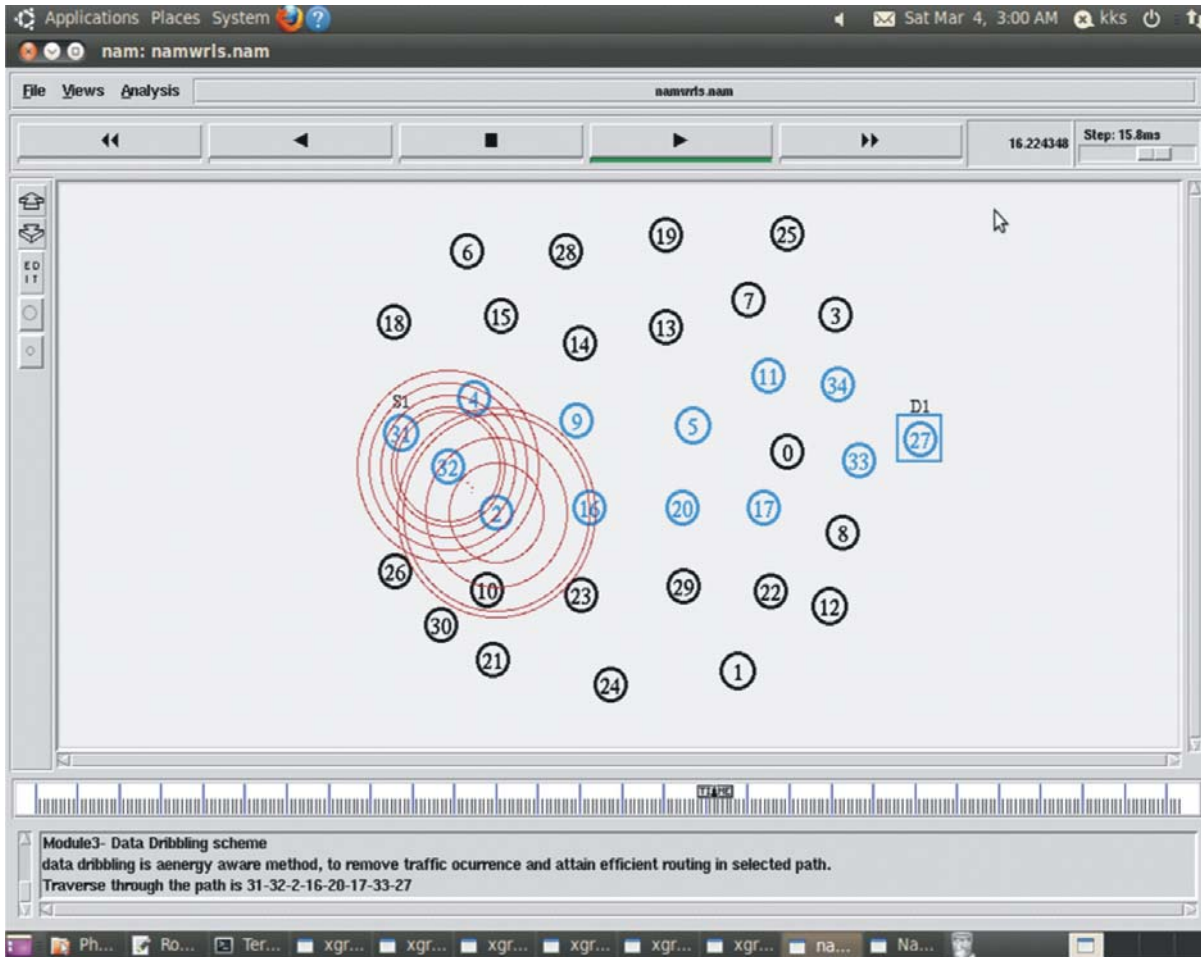 Applications Places System ? Sat Mar 4, 3:00 AM kks
nam: namwrls.nam
File Views Analysis namwrls.nam
16.224348 Step: 15.8ms
ED
IT
6 28 19 25
18 15 14 13 7 3
S1 4 9 5 11 34 D1
31 32 0 33 27
2 16 20 17 8
26 10 23 29 22 12
30 21 24 1
TIME
Module3- Data Dribbling scheme
data dribbling is aenergy aware method, to remove traffic ocurrence and attain efficient routing in selected path.
Traverse through the path is 31-32-2-16-20-17-33-27
Ph... Ro... Ter... xgr... xgr... xgr... xgr... xgr... xgr... na... Na...